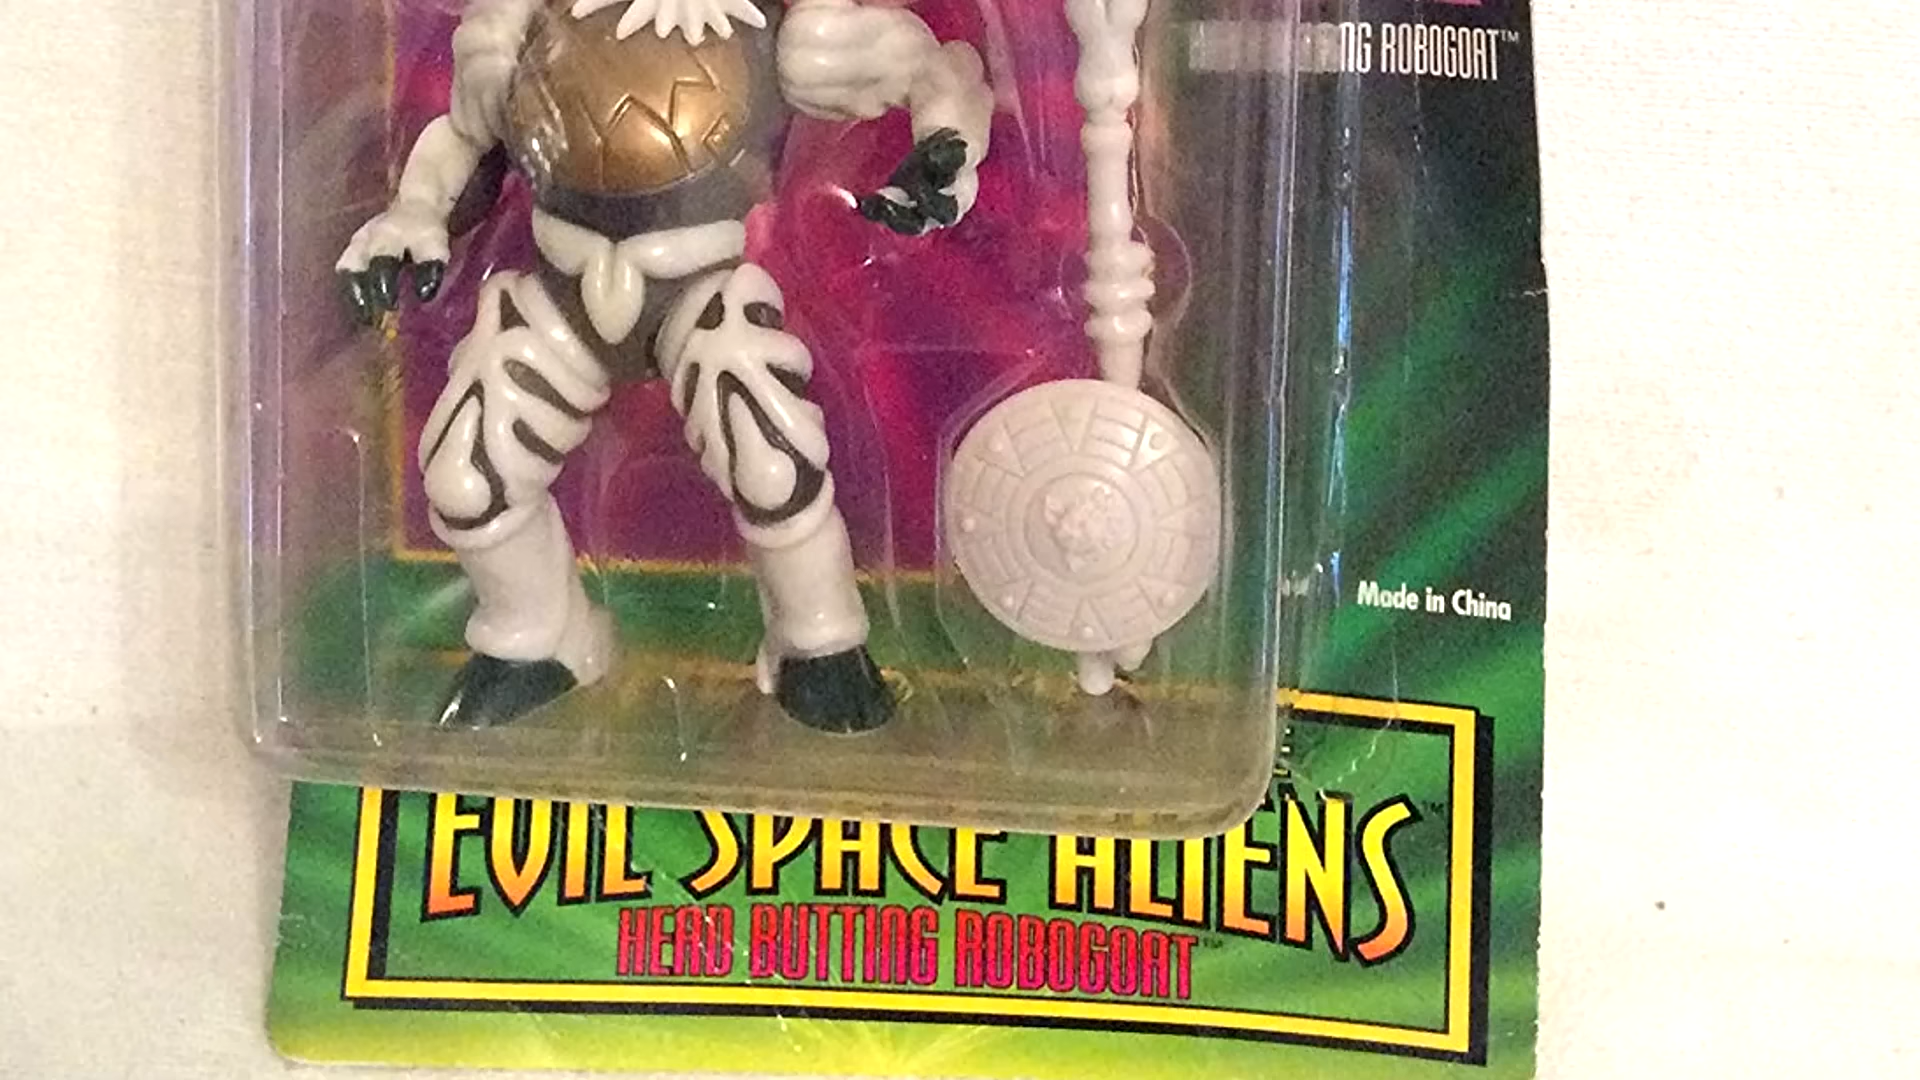 NG ROBOGOAT™
Made in China
EVIL SPACE ALIENS™
HEAD BUTTING ROBOGOAT™